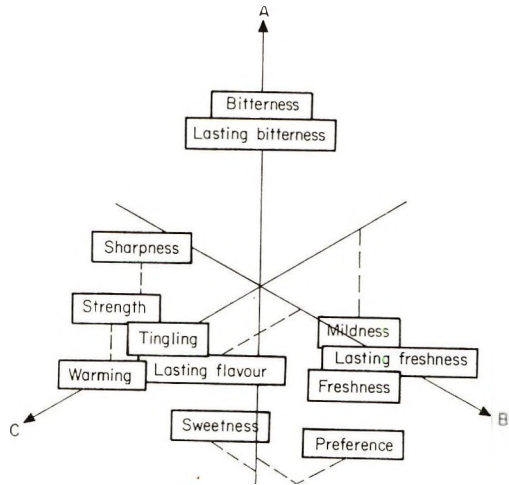 A
Bitterness
Lasting bitterness
Sharpness
Strength
Mildness
Tingling
Lasting freshness
Warming
Lasting flavour
Freshness
C
B
Sweetness
Preference